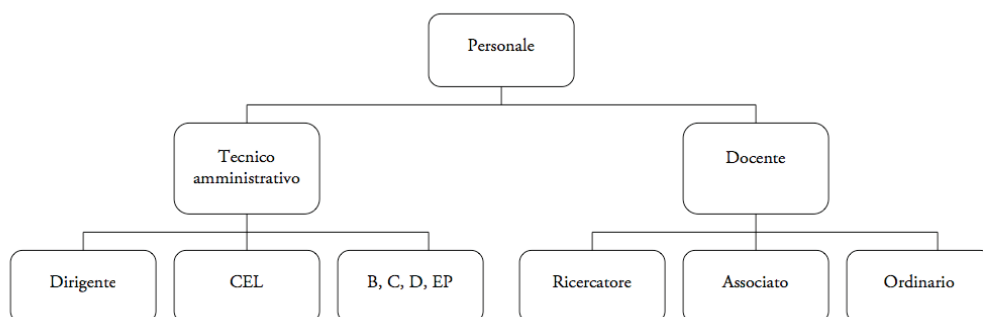 Personale
Tecnico
amministrativo
Docente
Dirigente
CEL
B, C, D, EP
Ricercatore
Associato
Ordinario